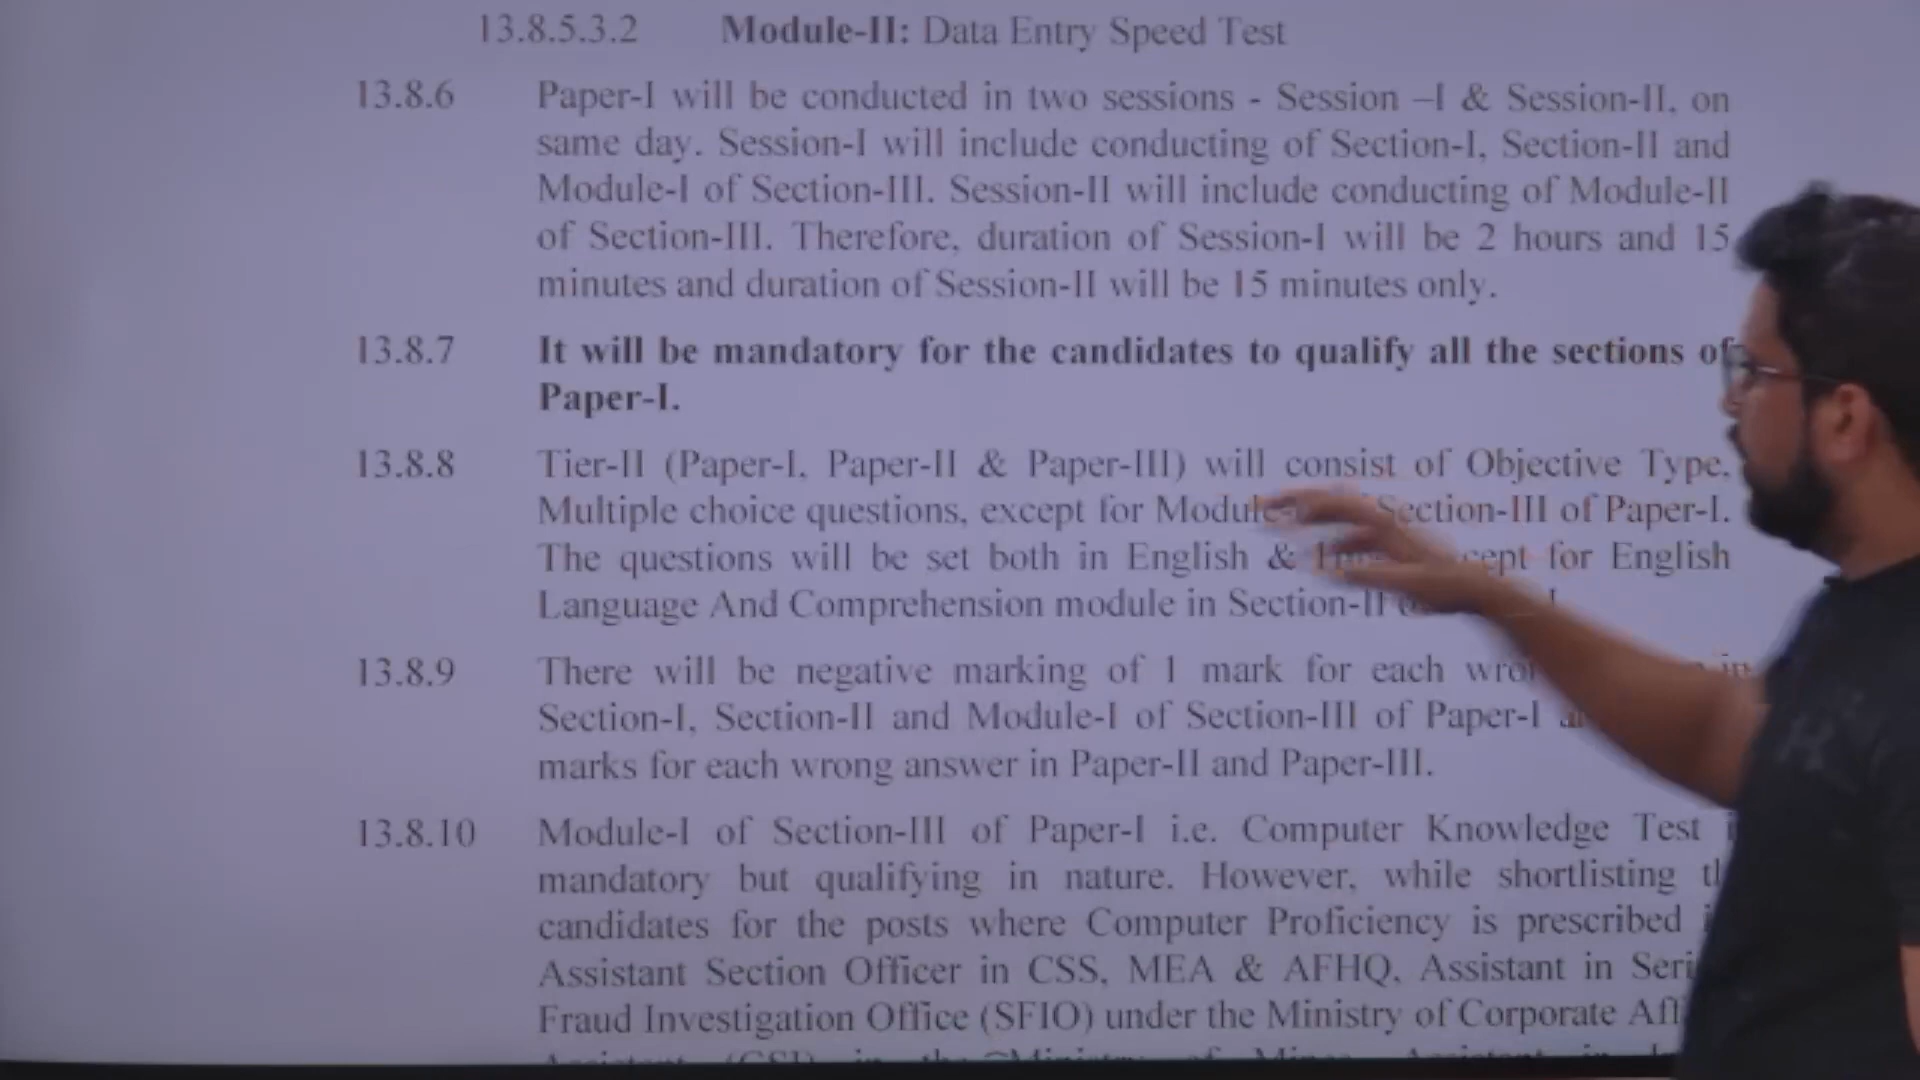 13.8.5.3.2 Module-II: Data Entry Speed Test
13.8.6 Paper-I will be conducted in two sessions - Session –I & Session-II, on
same day. Session-I will include conducting of Section-I, Section-II and
Module-I of Section-III. Session-II will include conducting of Module-II
of Section-III. Therefore, duration of Session-I will be 2 hours and 15
minutes and duration of Session-II will be 15 minutes only.
13.8.7 It will be mandatory for the candidates to qualify all the sections of
Paper-I.
13.8.8 Tier-II (Paper-I, Paper-II & Paper-III) will consist of Objective Type,
Multiple choice questions, except for Section-III of Paper-I.
The questions will be set both in English & for English
Language And Comprehension module in Section-II
13.8.9 There will be negative marking of 1 mark for each in
Section-I, Section-II and Module-I of Section-III of Paper-I
marks for each wrong answer in Paper-II and Paper-III.
13.8.10 Module-I of Section-III of Paper-I i.e. Computer Knowledge Test
mandatory but qualifying in nature. However, while shortlisting
candidates for the posts where Computer Proficiency is prescribed
Assistant Section Officer in CSS, MEA & AFHQ, Assistant in
Fraud Investigation Office (SFIO) under the Ministry of Corporate